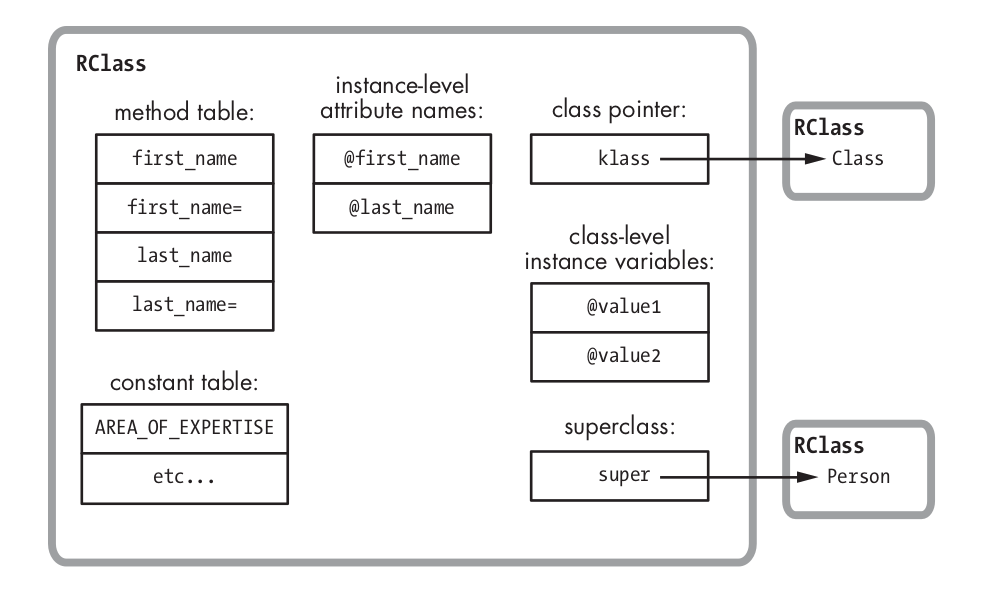 RClass
method table:
first_name
first_name=
last_name
last_name=
instance-level
attribute names:
@first_name
@last_name
class pointer:
klass
RClass
Class
class-level
instance variables:
@value1
@value2
constant table:
AREA_OF_EXPERTISE
etc...
superclass:
super
RClass
Person